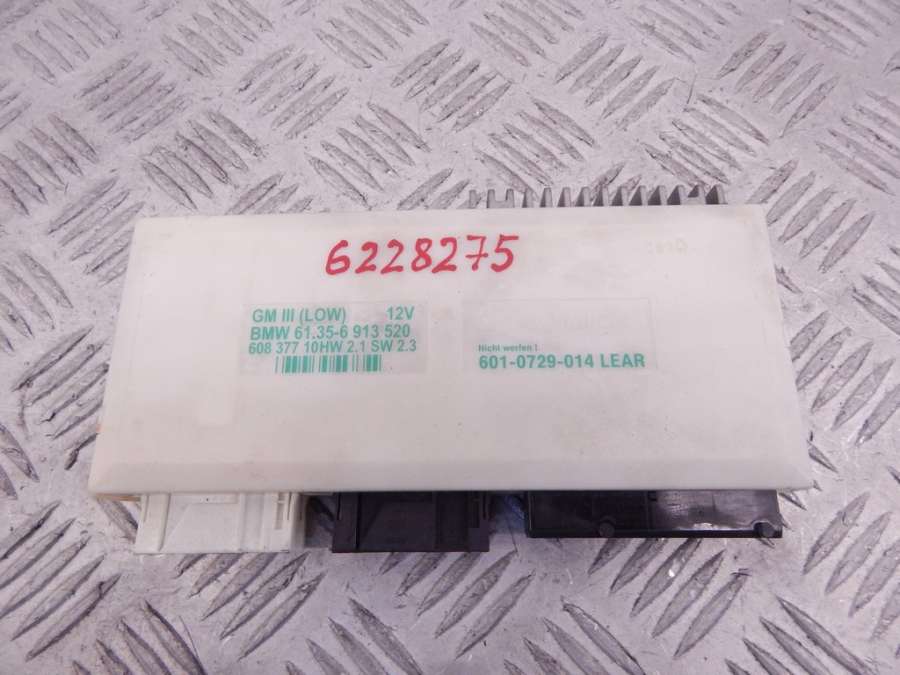 6228275
GM III (LOW) 12V
BMW 61.35-6 913 520
608 377 10HW 2.1 SW 2.3
Nicht werfen !
601-0729-014 LEAR